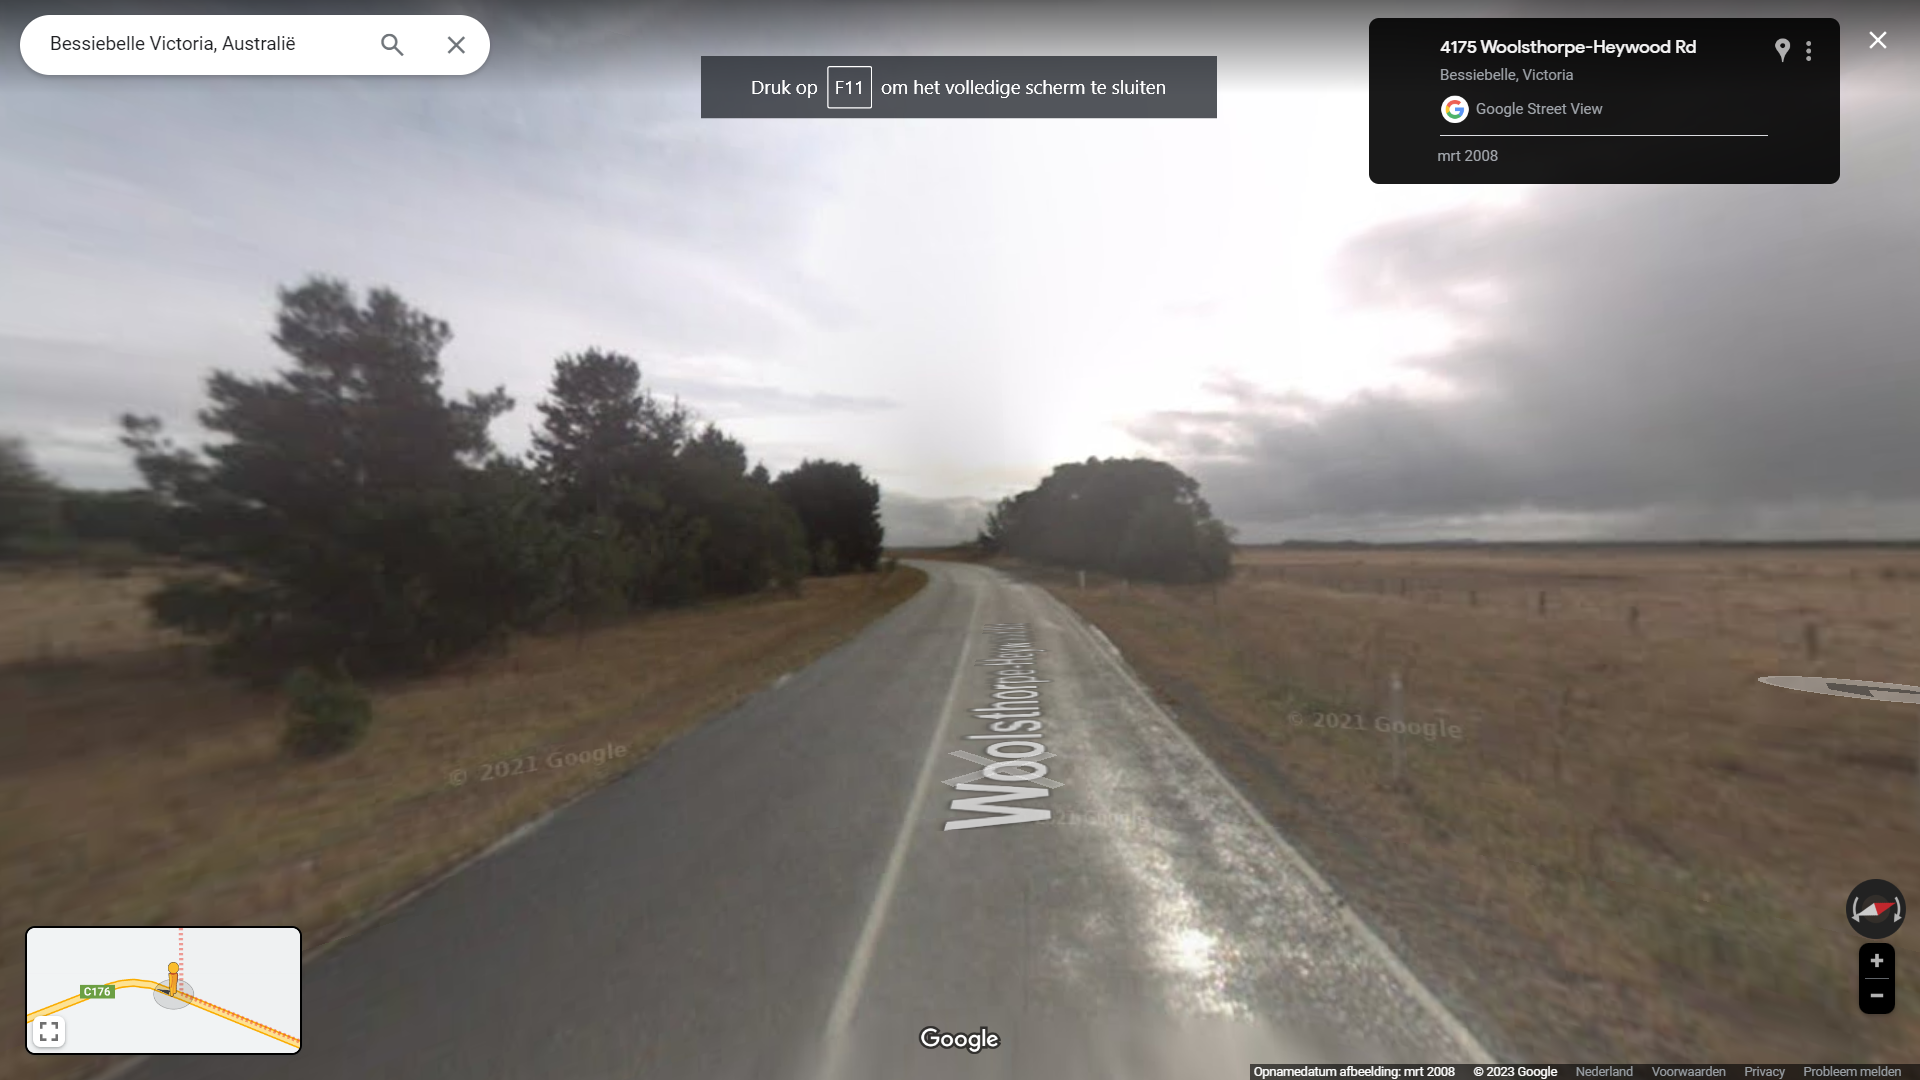 Bessiebelle Victoria, Australië
Druk op F11 om het volledige scherm te sluiten
4175 Woolsthorpe-Heywood Rd
Bessiebelle, Victoria
Google Street View
mrt 2008
© 2021 Google
© 2021 Google
Woolsthorpe-Heywood Rd
C176
Google
Opnamedatum afbeelding: mrt 2008 © 2023 Google Nederland Voorwaarden Privacy Probleem melden